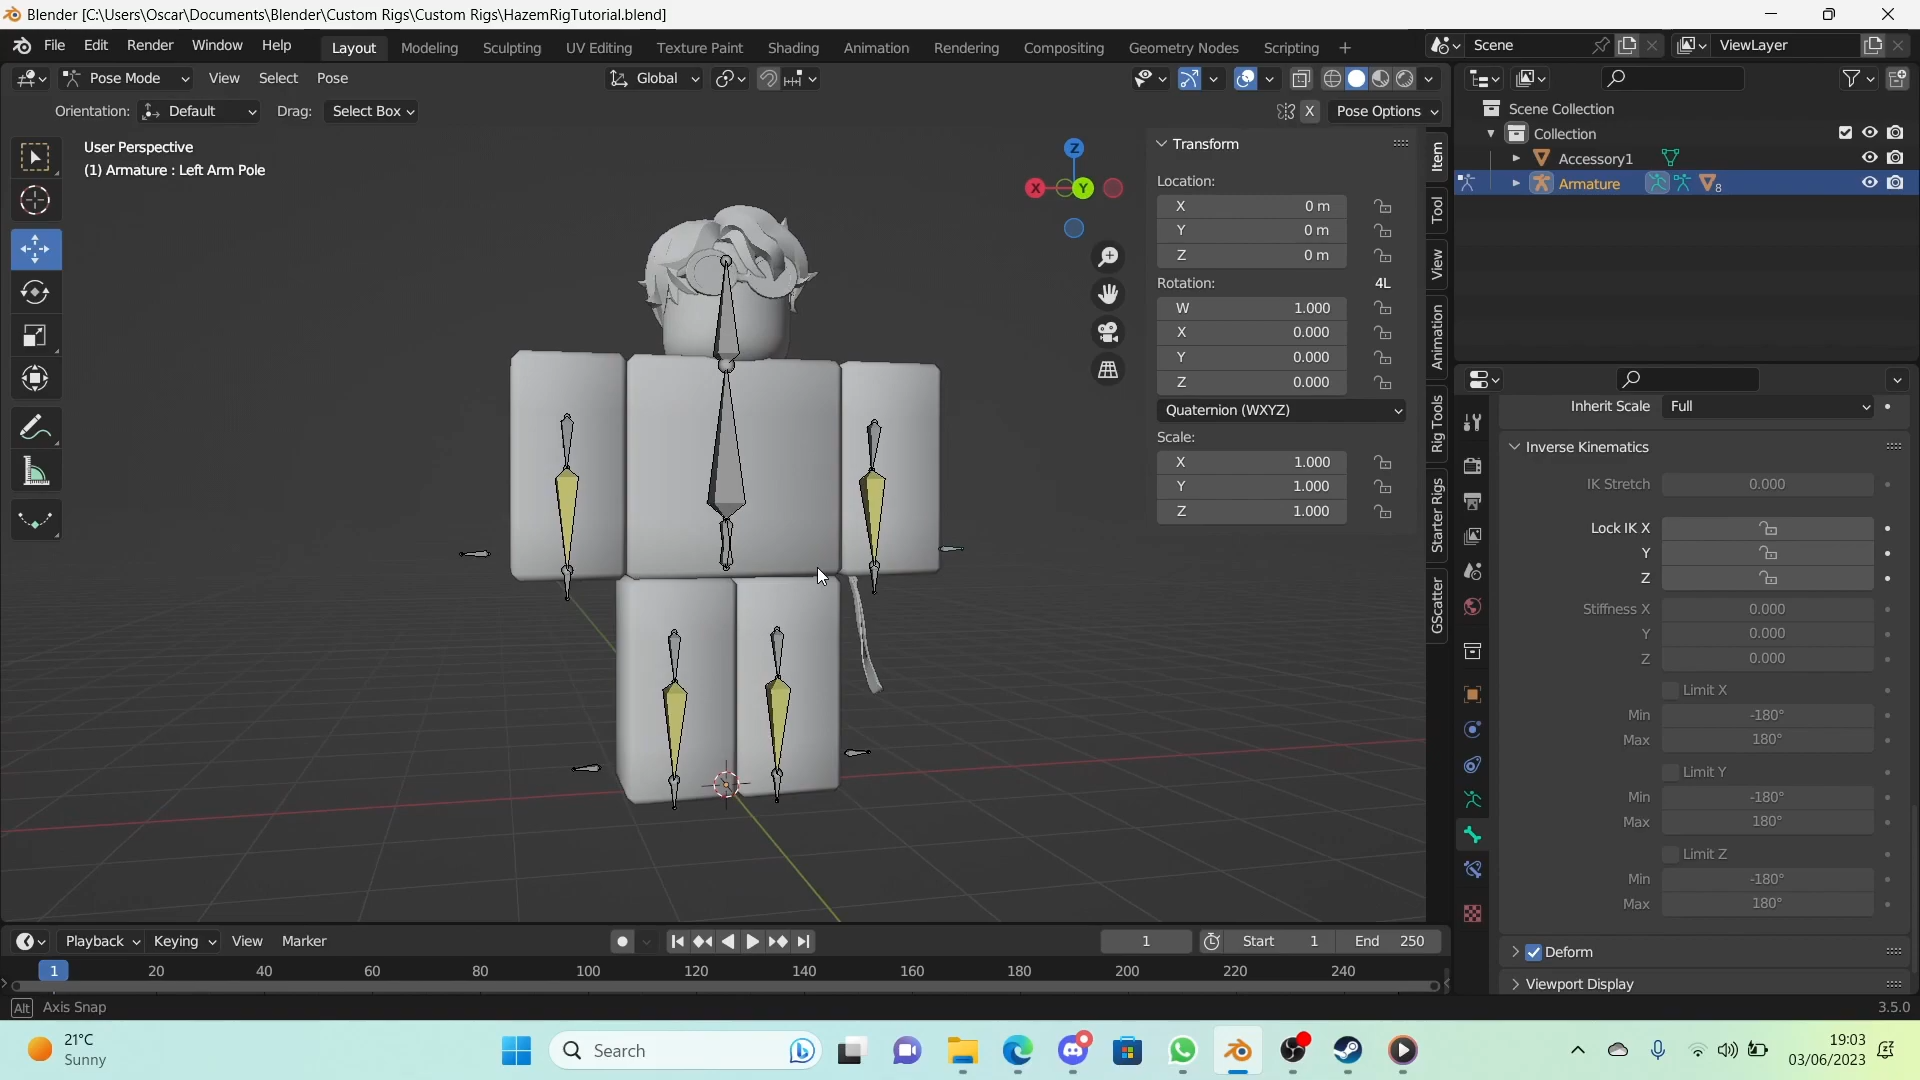 Blender [C:\Users\Oscar\Documents\Blender\Custom Rigs\Custom Rigs\HazemRigTutorial.blend]
File Edit Render Window Help Layout Modeling Sculpting UV Editing Texture Paint Shading Animation Rendering Compositing Geometry Nodes Scripting + Scene ViewLayer
Pose Mode View Select Pose Global
Orientation: Default Drag: Select Box X Pose Options
User Perspective
(1) Armature : Left Arm Pole
Z
X
Y
Transform
Location:
X 0 m
Y 0 m
Z 0 m
Rotation: 4L
W 1.000
X 0.000
Y 0.000
Z 0.000
Quaternion (WXYZ)
Scale:
X 1.000
Y 1.000
Z 1.000
Item
Tool
View
Animation
Rig Tools
Starter Rigs
GScatter
Scene Collection
Collection
Accessory1
Armature 8
Inherit Scale Full
Inverse Kinematics
IK Stretch 0.000
Lock IK X
Y
Z
Stiffness X 0.000
Y 0.000
Z 0.000
Limit X
Min -180°
Max 180°
Limit Y
Min -180°
Max 180°
Limit Z
Min -180°
Max 180°
Deform
Viewport Display
Playback Keying View Marker 1 Start 1 End 250
1 20 40 60 80 100 120 140 160 180 200 220 240
Alt Axis Snap 3.5.0
21°C
Sunny
Search
19:03
03/06/2023